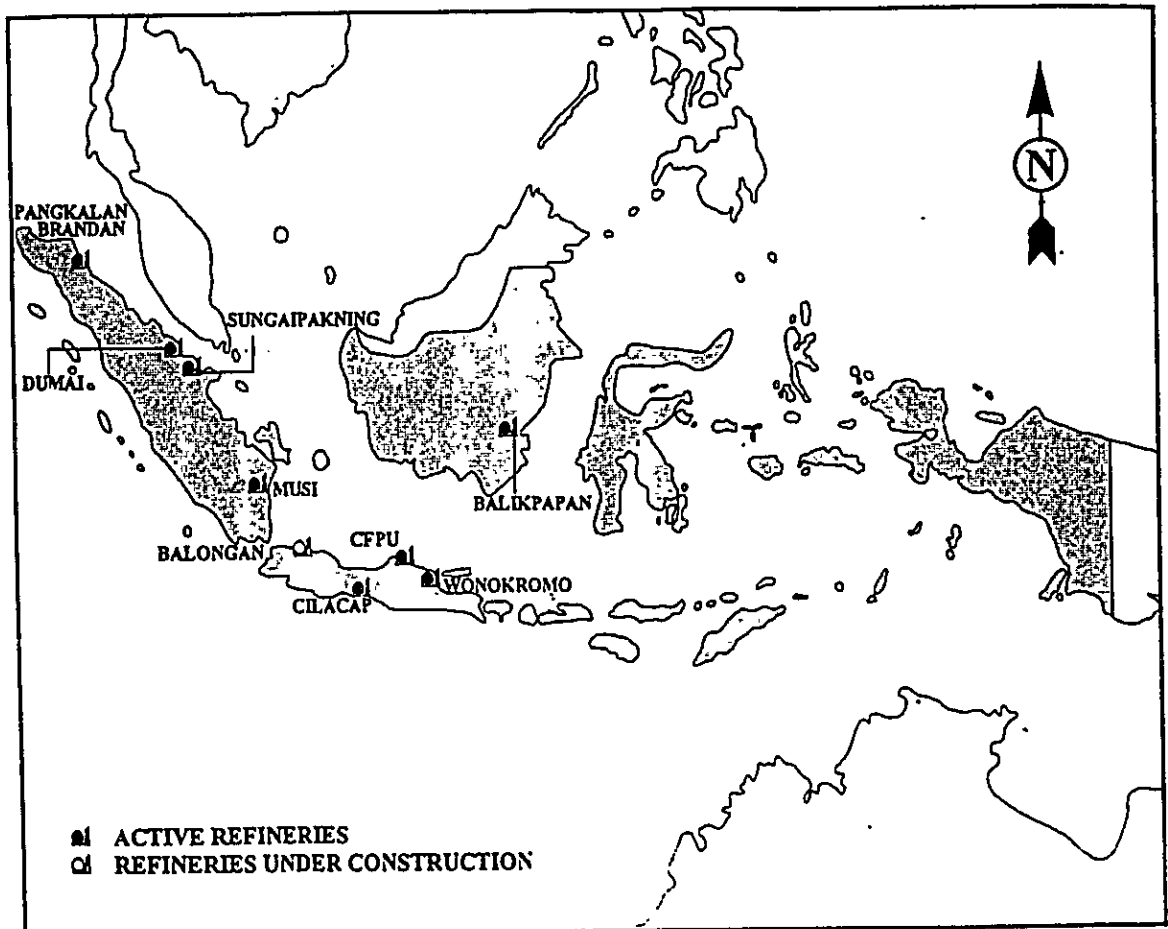 N
PANGKALAN
BRANDAN
SUNGAIPAKNING
DUMAI
MUSI
BALIKPAPAN
BALONGAN
CFPU
WONOKROMO
CILACAP
ACTIVE REFINERIES
REFINERIES UNDER CONSTRUCTION